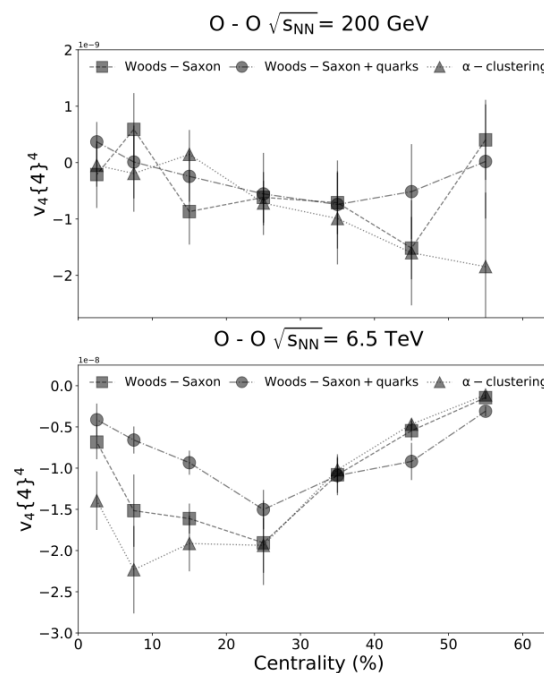 O - O √sNN = 200 GeV
1e-9
Woods – Saxon Woods – Saxon + quarks α – clustering
2
1
0
−1
−2
v4{4}^4
O - O √sNN = 6.5 TeV
1e-8
Woods – Saxon Woods – Saxon + quarks α – clustering
0.0
−0.5
−1.0
−1.5
−2.0
−2.5
−3.0
v4{4}^4
0 10 20 30 40 50 60
Centrality (%)